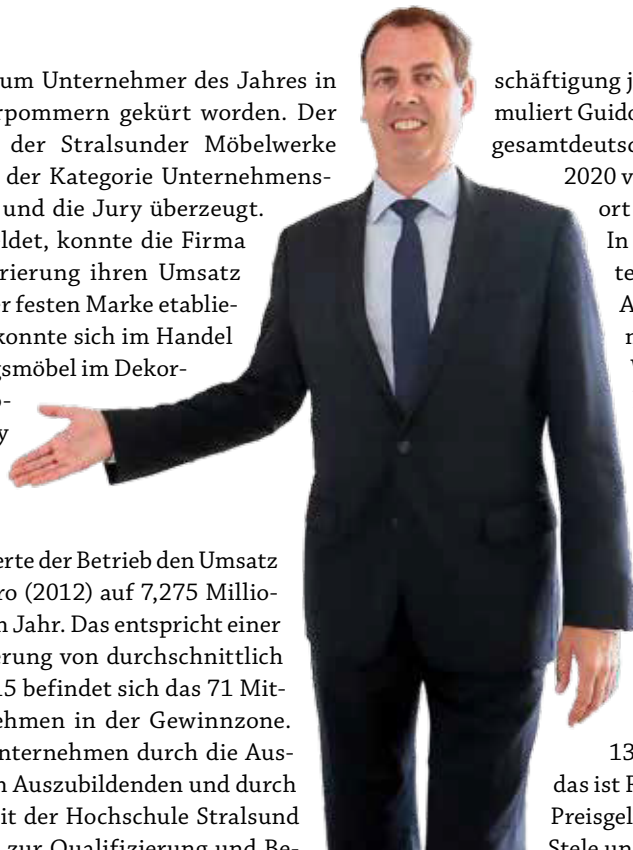 um Unternehmer des Jahres in
rpommern gekürt worden. Der
der Stralsunder Möbelwerke
der Kategorie Unternehmens-
und die Jury überzeugt.
ldet, konnte die Firma
rierung ihren Umsatz
er festen Marke etablie-
konnte sich im Handel
gsmöbel im Dekor-
o-
y
erte der Betrieb den Umsatz
ro (2012) auf 7,275 Millio-
n Jahr. Das entspricht einer
erung von durchschnittlich
15 befindet sich das 71 Mit-
ehmen in der Gewinnzone.
nternehmen durch die Aus-
n Auszubildenden und durch
it der Hochschule Stralsund
zur Qualifizierung und Be-
schäftigung j
muliert Guido
gesamtdeutsc
2020 v
ort
In
te
A
13
das ist F
Preisgel
Stele un